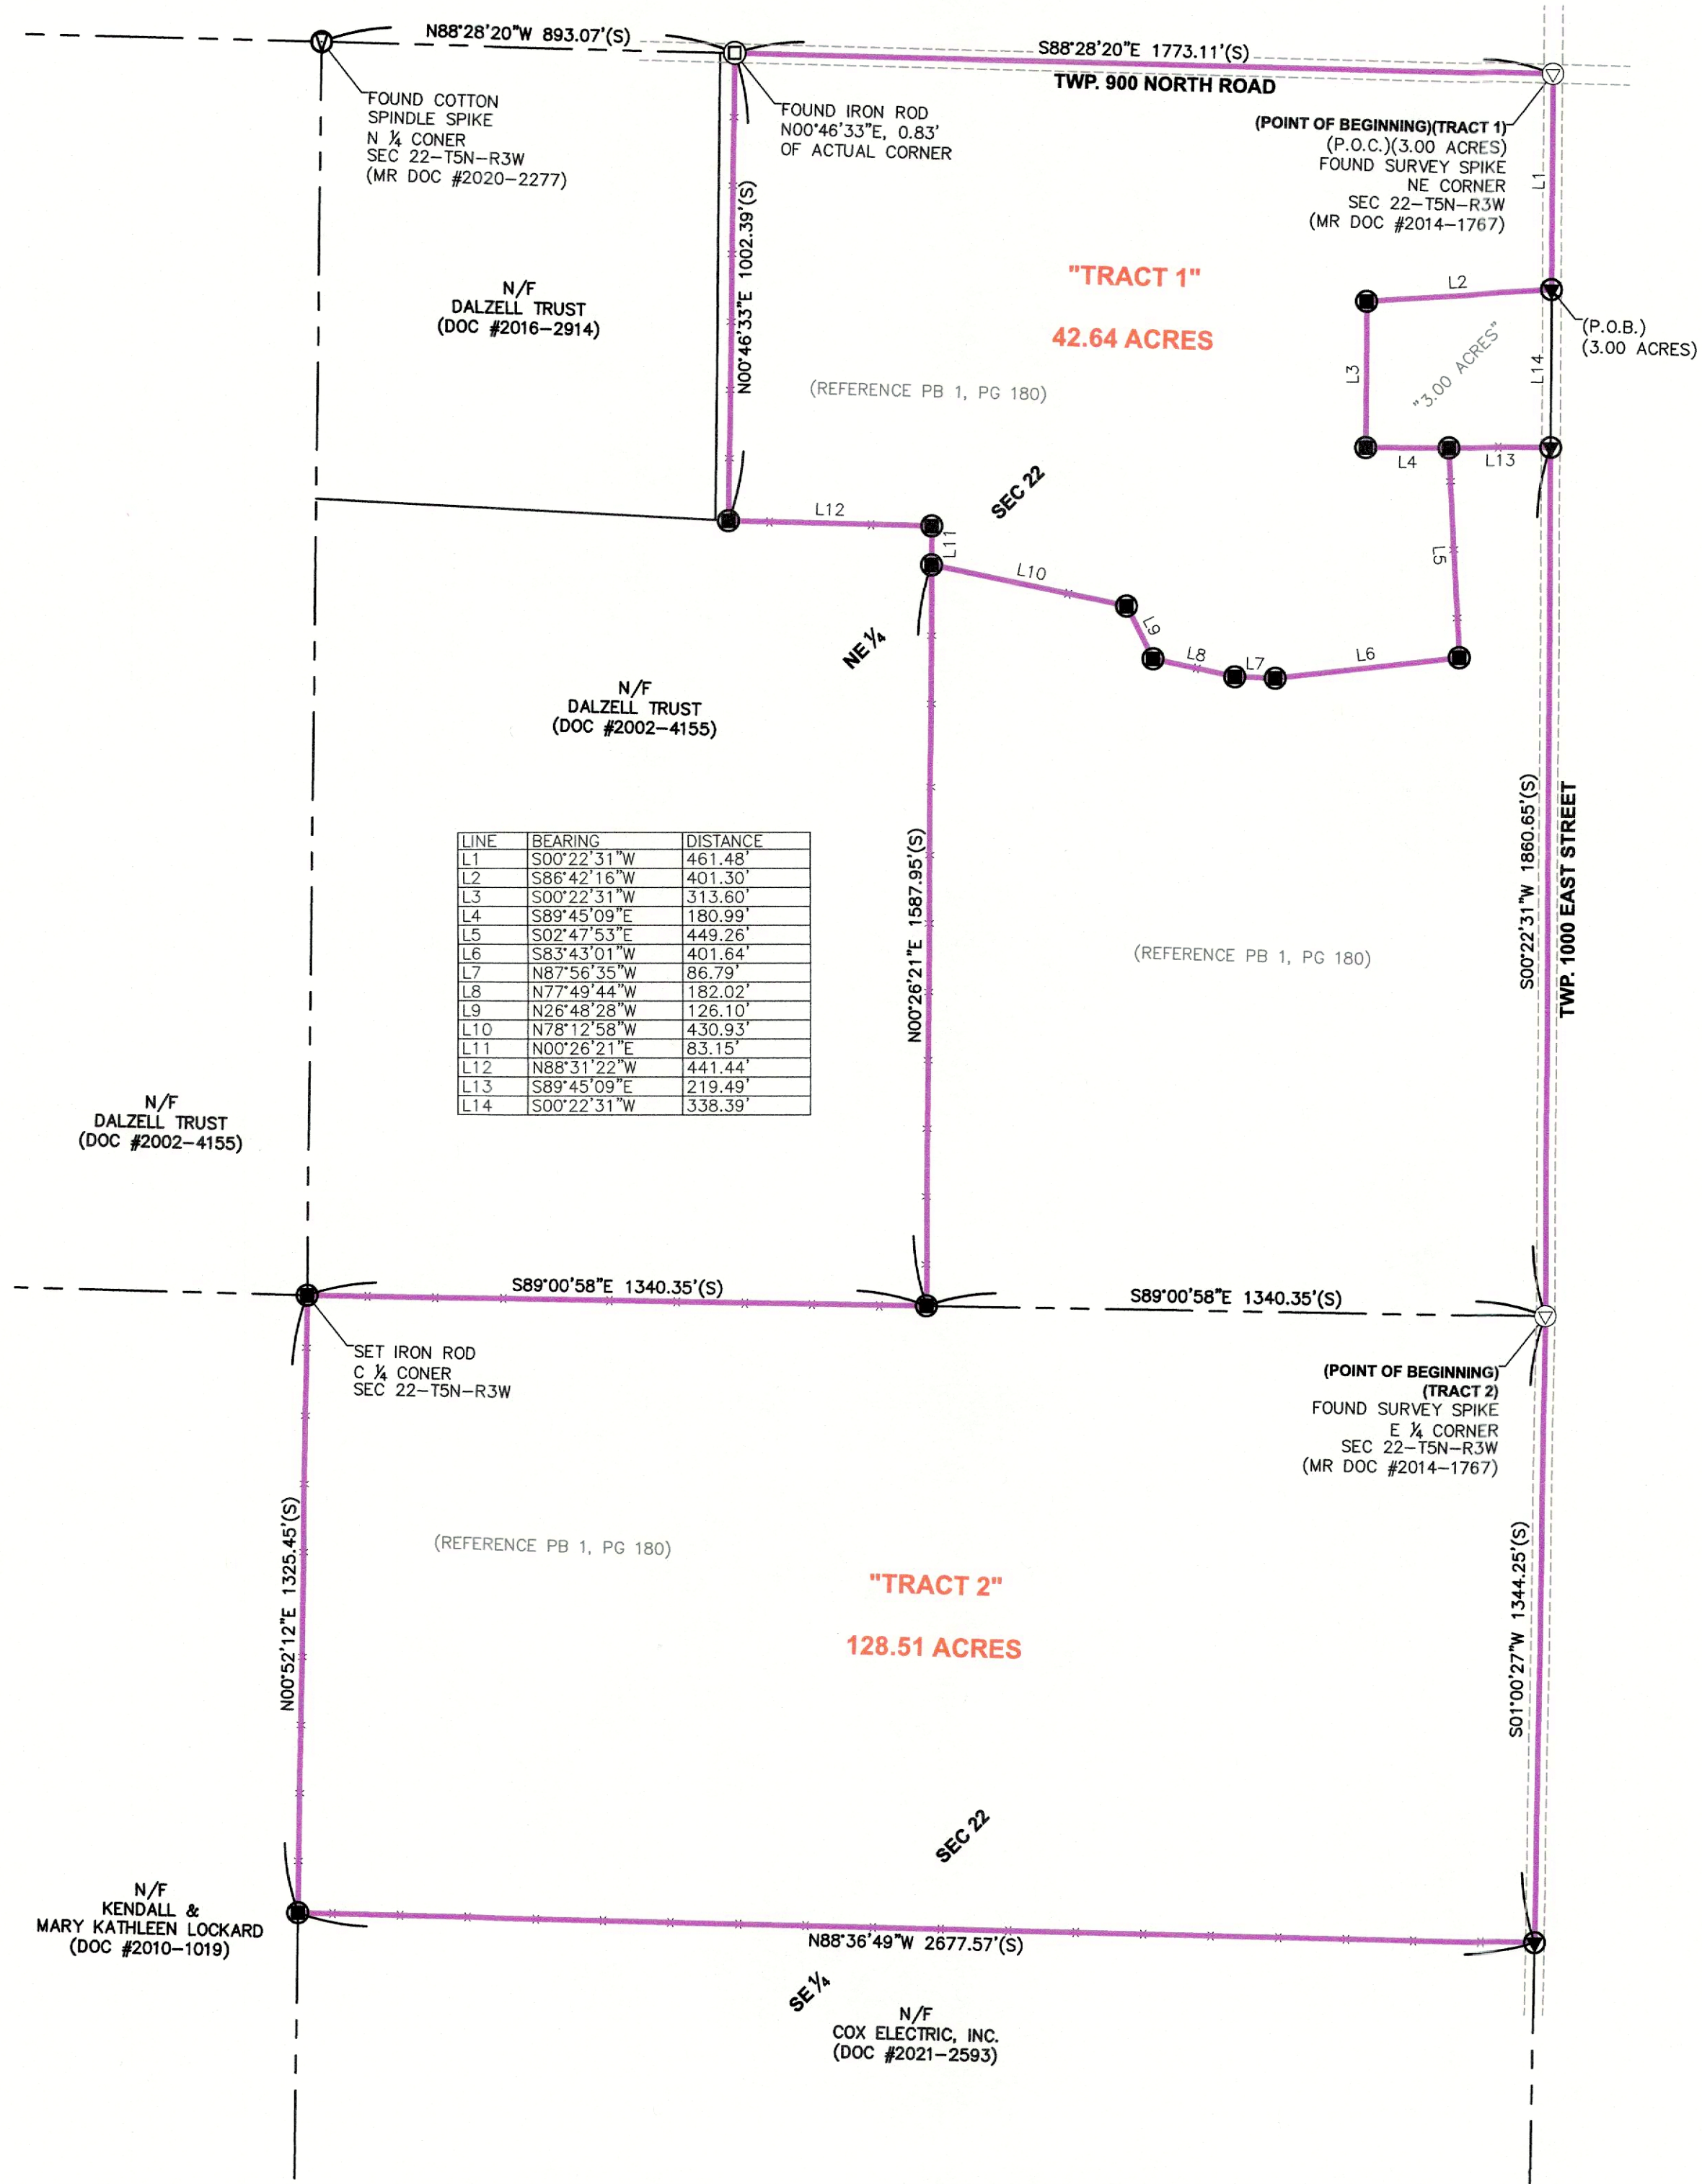 N88°28'20"W 893.07'(S)
S88°28'20"E 1773.11'(S)
TWP. 900 NORTH ROAD
FOUND COTTON
SPINDLE SPIKE
N ¼ CONER
SEC 22-T5N-R3W
(MR DOC #2020-2277)
FOUND IRON ROD
N00°46'33"E, 0.83'
OF ACTUAL CORNER
(POINT OF BEGINNING)(TRACT 1)
(P.O.C.)(3.00 ACRES)
FOUND SURVEY SPIKE
NE CORNER
SEC 22-T5N-R3W
(MR DOC #2014-1767)
L1
N00°46'33"E 1002.39'(S)
"TRACT 1"
42.64 ACRES
N/F
DALZELL TRUST
(DOC #2016-2914)
L2
(P.O.B.)
(3.00 ACRES)
L3
"3.00 ACRES"
L14
(REFERENCE PB 1, PG 180)
L4
L13
SEC 22
L12
L11
L10
L5
L9
L8
L7
L6
NE ¼
N/F
DALZELL TRUST
(DOC #2002-4155)
LINE BEARING DISTANCE
L1 S00°22'31"W 461.48'
L2 S86°42'16"W 401.30'
L3 S00°22'31"W 313.60'
L4 S89°45'09"E 180.99'
L5 S02°47'53"E 449.26'
L6 S83°43'01"W 401.64'
L7 N87°56'35"W 86.79'
L8 N77°49'44"W 182.02'
L9 N26°48'28"W 126.10'
L10 N78°12'58"W 430.93'
L11 N00°26'21"E 83.15'
L12 N88°31'22"W 441.44'
L13 S89°45'09"E 219.49'
L14 S00°22'31"W 338.39'
N00°26'21"E 1587.95'(S)
(REFERENCE PB 1, PG 180)
S00°22'31"W 1860.65'(S)
TWP. 1000 EAST STREET
N/F
DALZELL TRUST
(DOC #2002-4155)
S89°00'58"E 1340.35'(S)
S89°00'58"E 1340.35'(S)
SET IRON ROD
C ¼ CONER
SEC 22-T5N-R3W
(POINT OF BEGINNING)
(TRACT 2)
FOUND SURVEY SPIKE
E ¼ CORNER
SEC 22-T5N-R3W
(MR DOC #2014-1767)
N00°52'12"E 1325.45'(S)
(REFERENCE PB 1, PG 180)
"TRACT 2"
128.51 ACRES
S01°00'27"W 1344.25'(S)
SEC 22
N/F
KENDALL &
MARY KATHLEEN LOCKARD
(DOC #2010-1019)
N88°36'49"W 2677.57'(S)
SE ¼
N/F
COX ELECTRIC, INC.
(DOC #2021-2593)